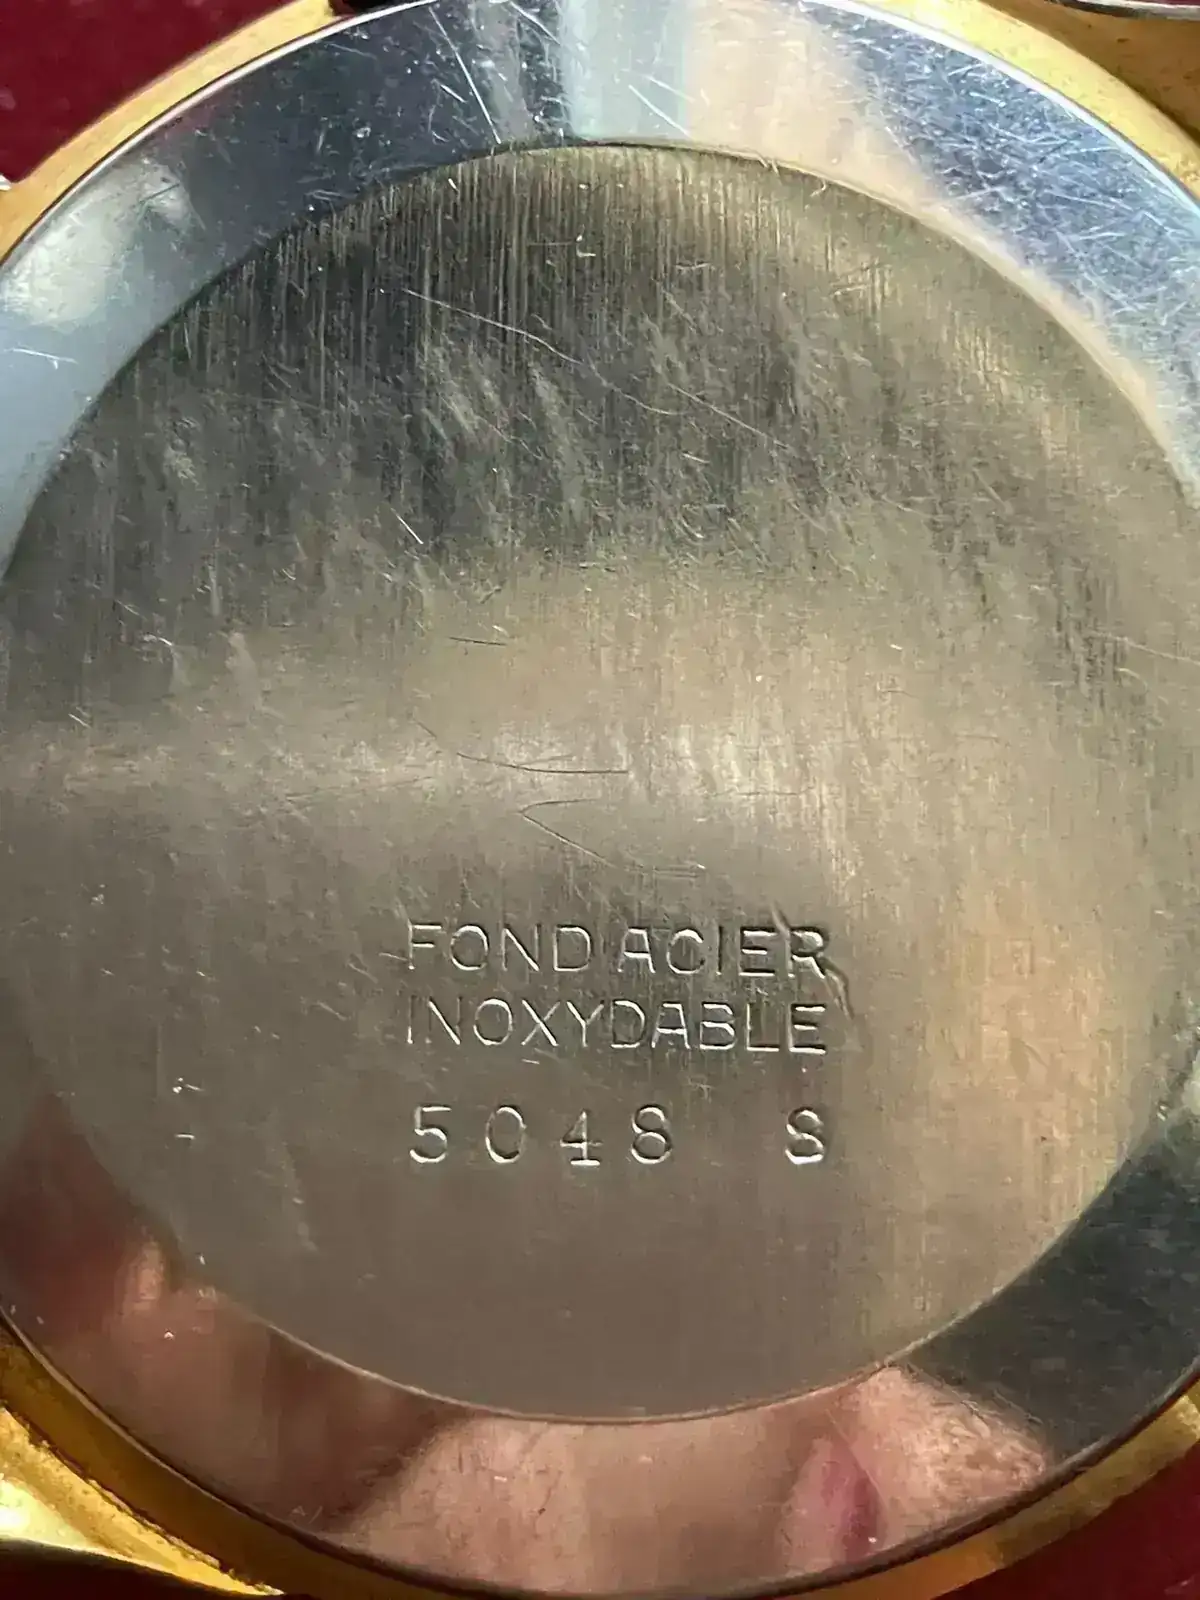 FOND ACIER
INOXYDABLE
5048 S